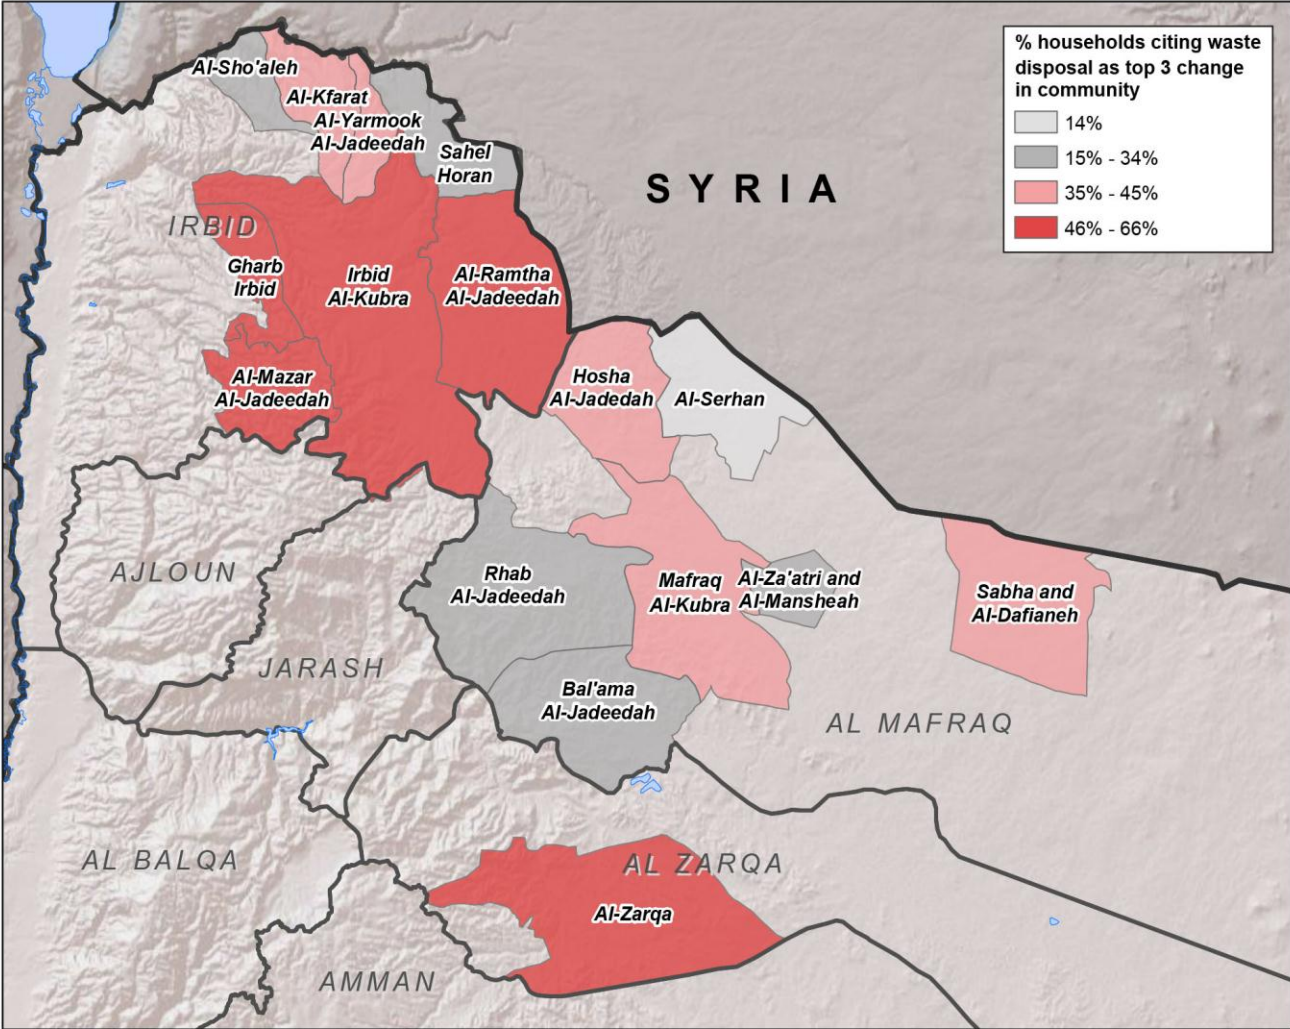 % households citing waste
disposal as top 3 change
in community
14%
15% - 34%
35% - 45%
46% - 66%
Al-Sho'aleh
Al-Kfarat
Al-Yarmook
Al-Jadeedah
Sahel
Horan
SYRIA
IRBID
Gharb
Irbid
Irbid
Al-Kubra
Al-Ramtha
Al-Jadeedah
Al-Mazar
Al-Jadeedah
Hosha
Al-Jadedah
Al-Serhan
AJLOUN
Rhab
Al-Jadeedah
Mafraq
Al-Kubra
Al-Za'atri and
Al-Mansheah
Sabha and
Al-Dafianeh
JARASH
Bal'ama
Al-Jadeedah
AL MAFRAQ
AL BALQA
AL ZARQA
Al-Zarqa
AMMAN